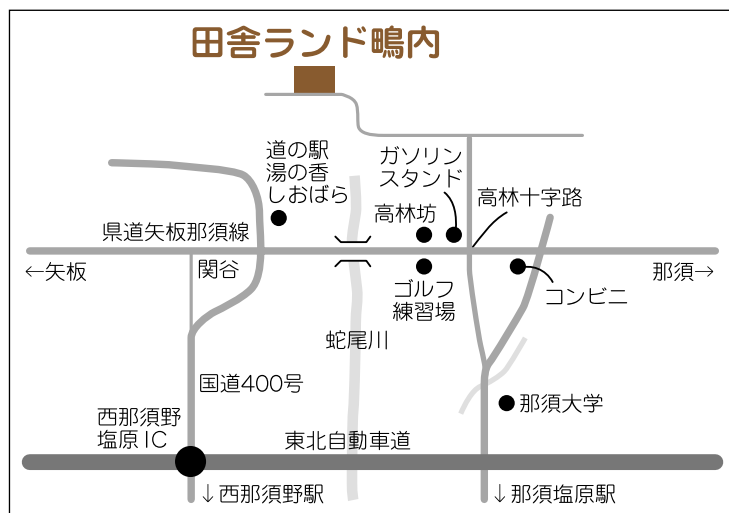 田舎ランド鴫内
道の駅
湯の香
しおばら
ガソリン
スタンド
高林坊
高林十字路
県道矢板那須線
←矢板
関谷
ゴルフ
練習場
コンビニ
那須→
蛇尾川
国道400号
西那須野
塩原IC
那須大学
東北自動車道
↓西那須野駅
↓那須塩原駅